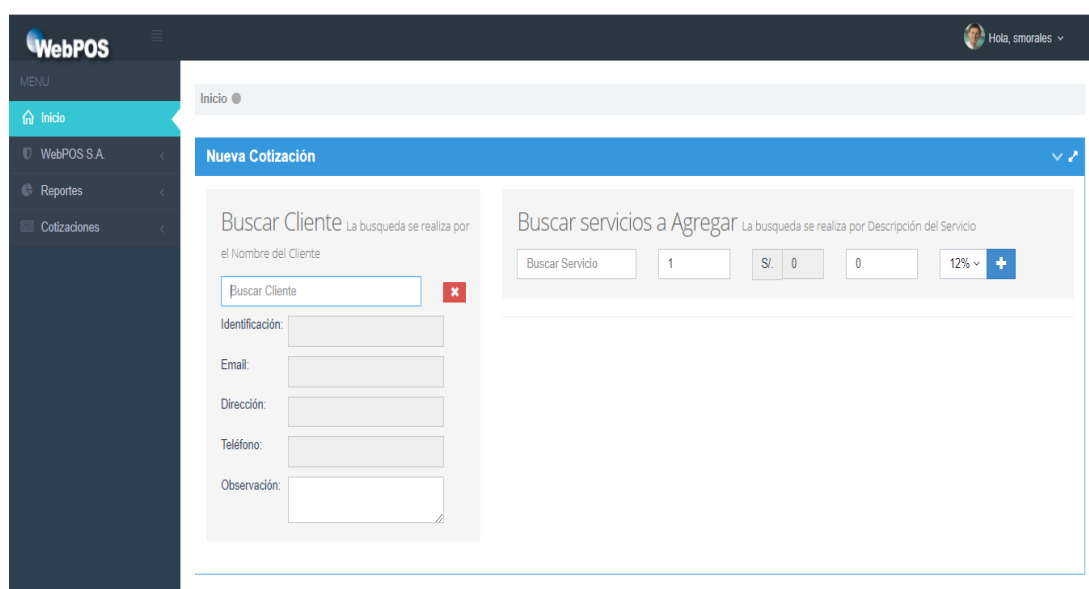 WebPOS
Hola, smorales
MENU
Inicio
WebPOS S.A.
Reportes
Cotizaciones
Inicio
Nueva Cotización
Buscar Cliente La busqueda se realiza por
el Nombre del Cliente
Buscar Cliente
Identificación:
Email:
Dirección:
Teléfono:
Observación:
Buscar servicios a Agregar La busqueda se realiza por Descripción del Servicio
Buscar Servicio 1 S/. 0 0 12%